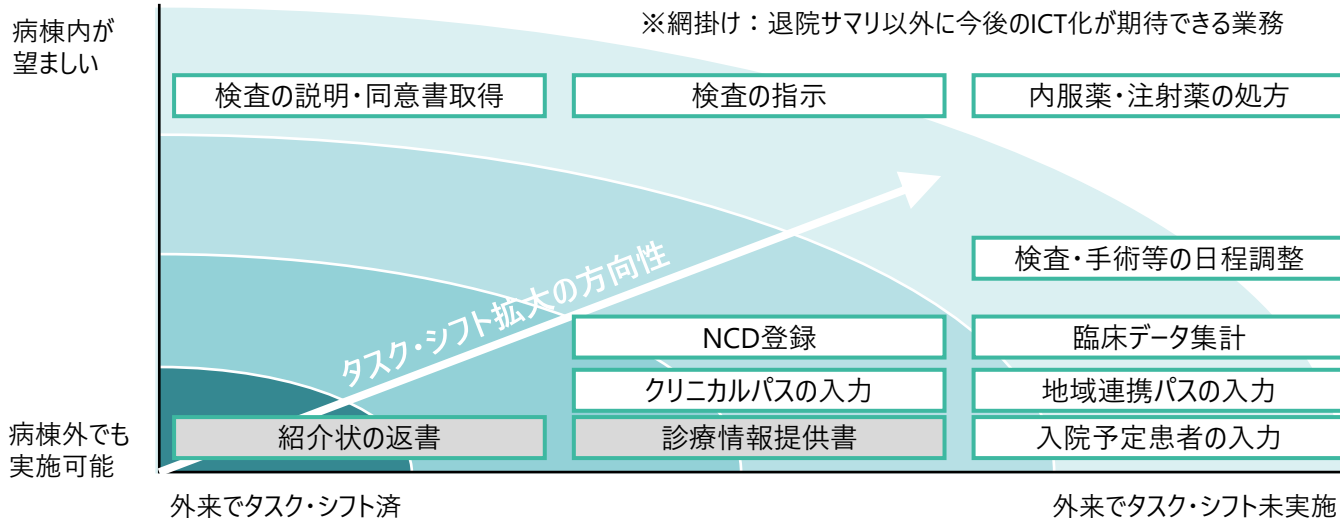 病棟内が
望ましい
※網掛け：退院サマリ以外に今後のICT化が期待できる業務
検査の説明・同意書取得
検査の指示
内服薬・注射薬の処方
検査・手術等の日程調整
タスク・シフト拡大の方向性
NCD登録
臨床データ集計
クリニカルパスの入力
地域連携パスの入力
病棟外でも
実施可能
紹介状の返書
診療情報提供書
入院予定患者の入力
外来でタスク・シフト済
外来でタスク・シフト未実施